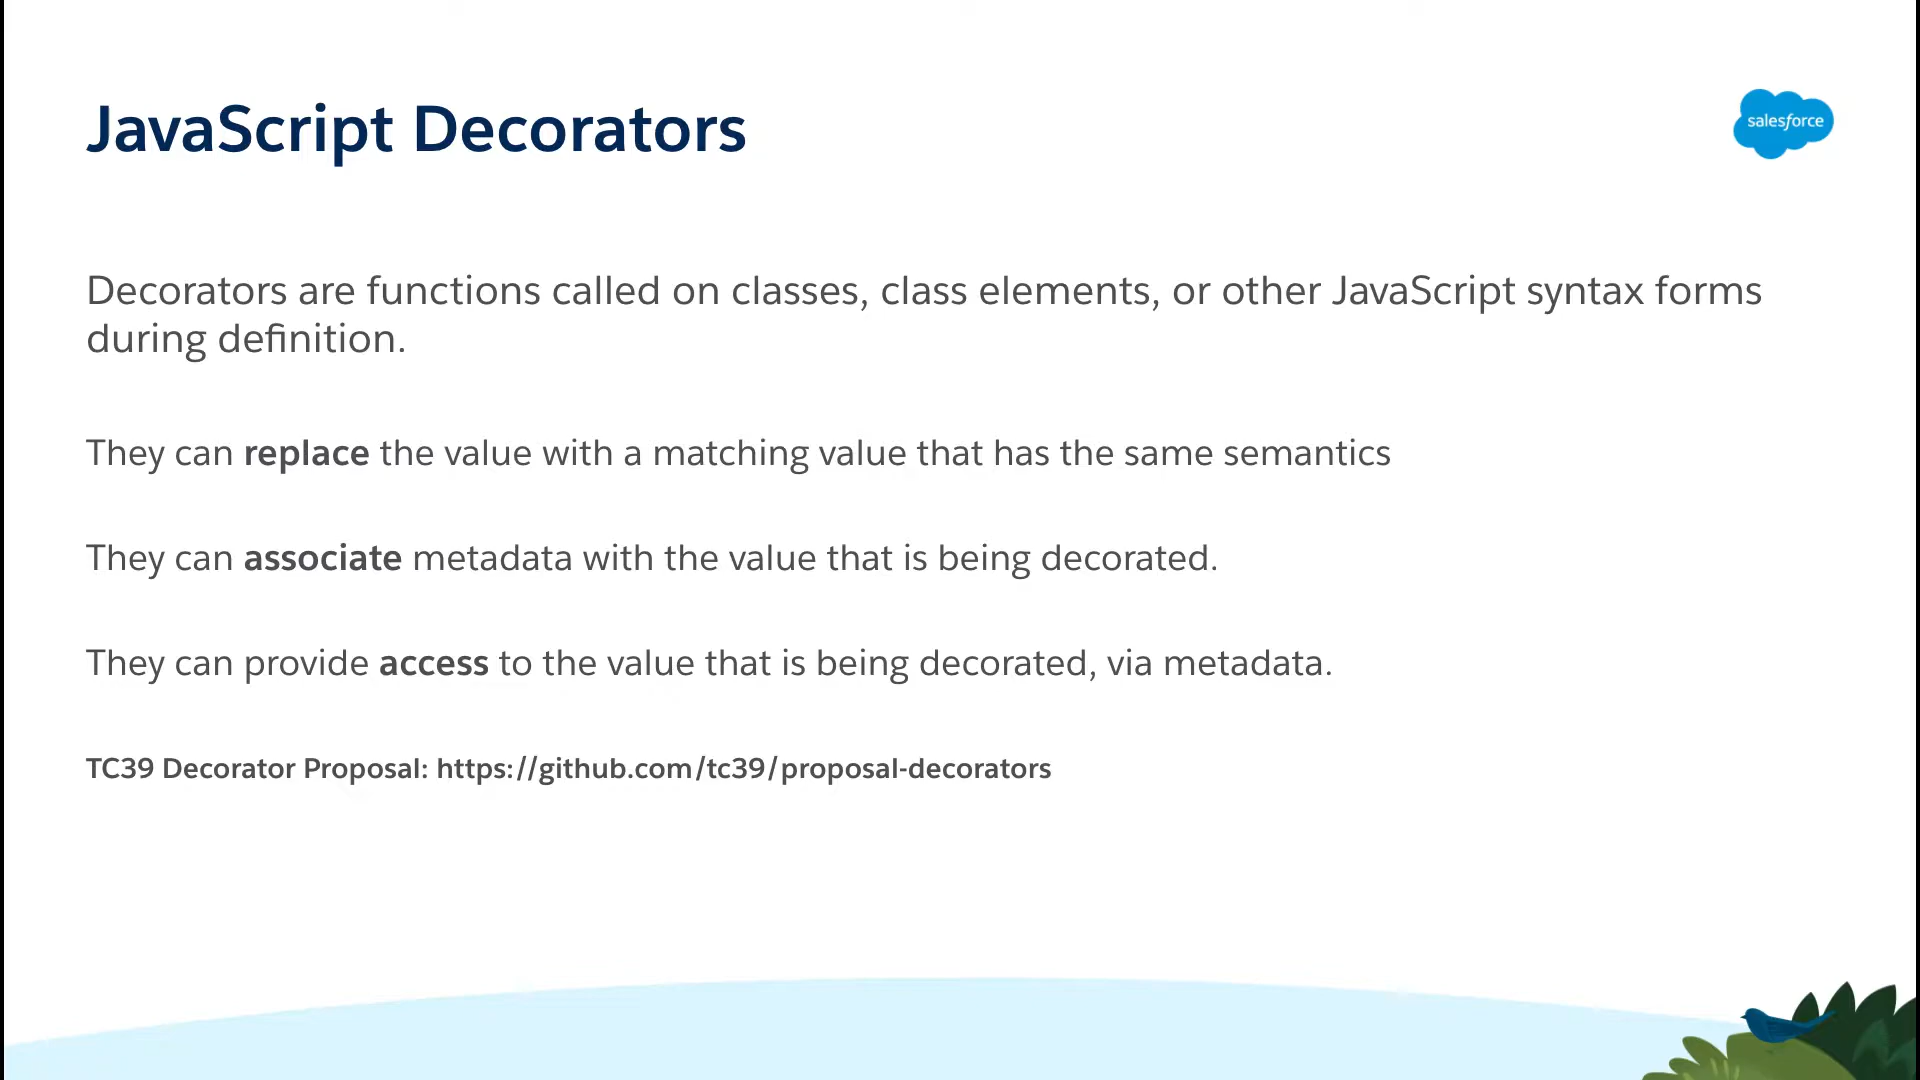 JavaScript Decorators
salesforce
Decorators are functions called on classes, class elements, or other JavaScript syntax forms
during definition.
They can replace the value with a matching value that has the same semantics
They can associate metadata with the value that is being decorated.
They can provide access to the value that is being decorated, via metadata.
TC39 Decorator Proposal: https://github.com/tc39/proposal-decorators